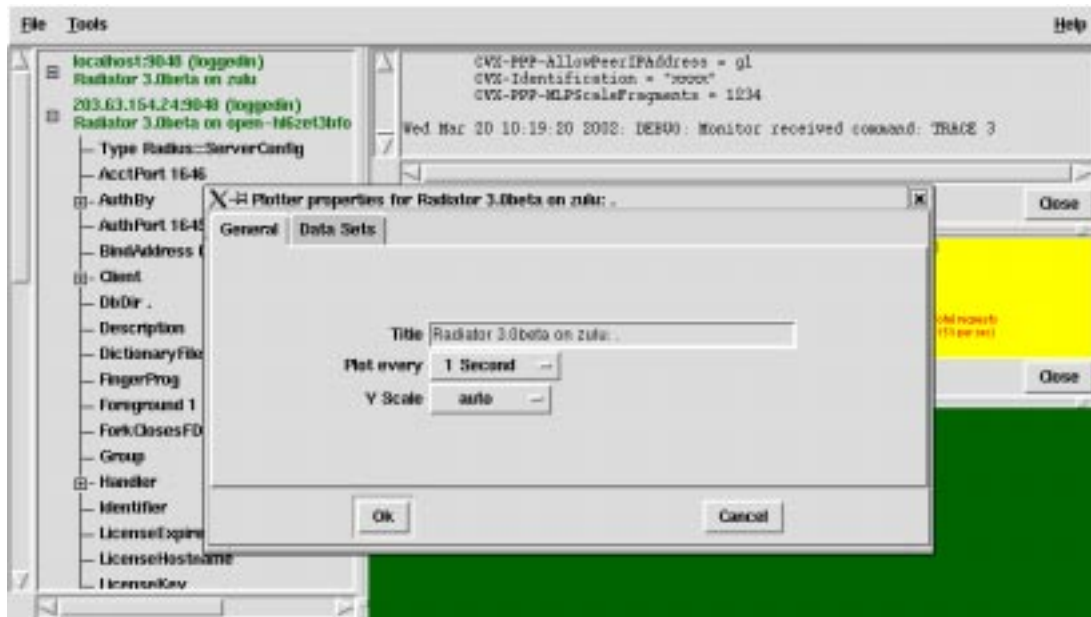 File Tools Help
localhost:9048 (loggedin)
Radiator 3.0beta on zulu
203.63.154.24:9048 (loggedin)
Radiator 3.0beta on
Type Radius::ServerConfig
AcctPort 1646
AuthBy
AuthPort 1645
BindAddress
Client
DbDir .
Description
DictionaryFile
FingerProg
Foreground 1
ForkClosesFD
Group
Handler
Identifier
LicenseExpire
LicenseHostname
LicenseKey
CVX-PPP-AllowPeerIPAddress = gl
CVX-Identification = "xxxx"
CVX-PPP-MLPScaleFragments = 1234
Wed Mar 20 10:19:20 2002: DEBUG: Monitor received command: TRACE 3
Close
Close
Plotter properties for Radiator 3.0beta on zulu: .
General Data Sets
Title Radiator 3.0beta on zulu: .
Plot every 1 Second
Y Scale auto
Ok Cancel